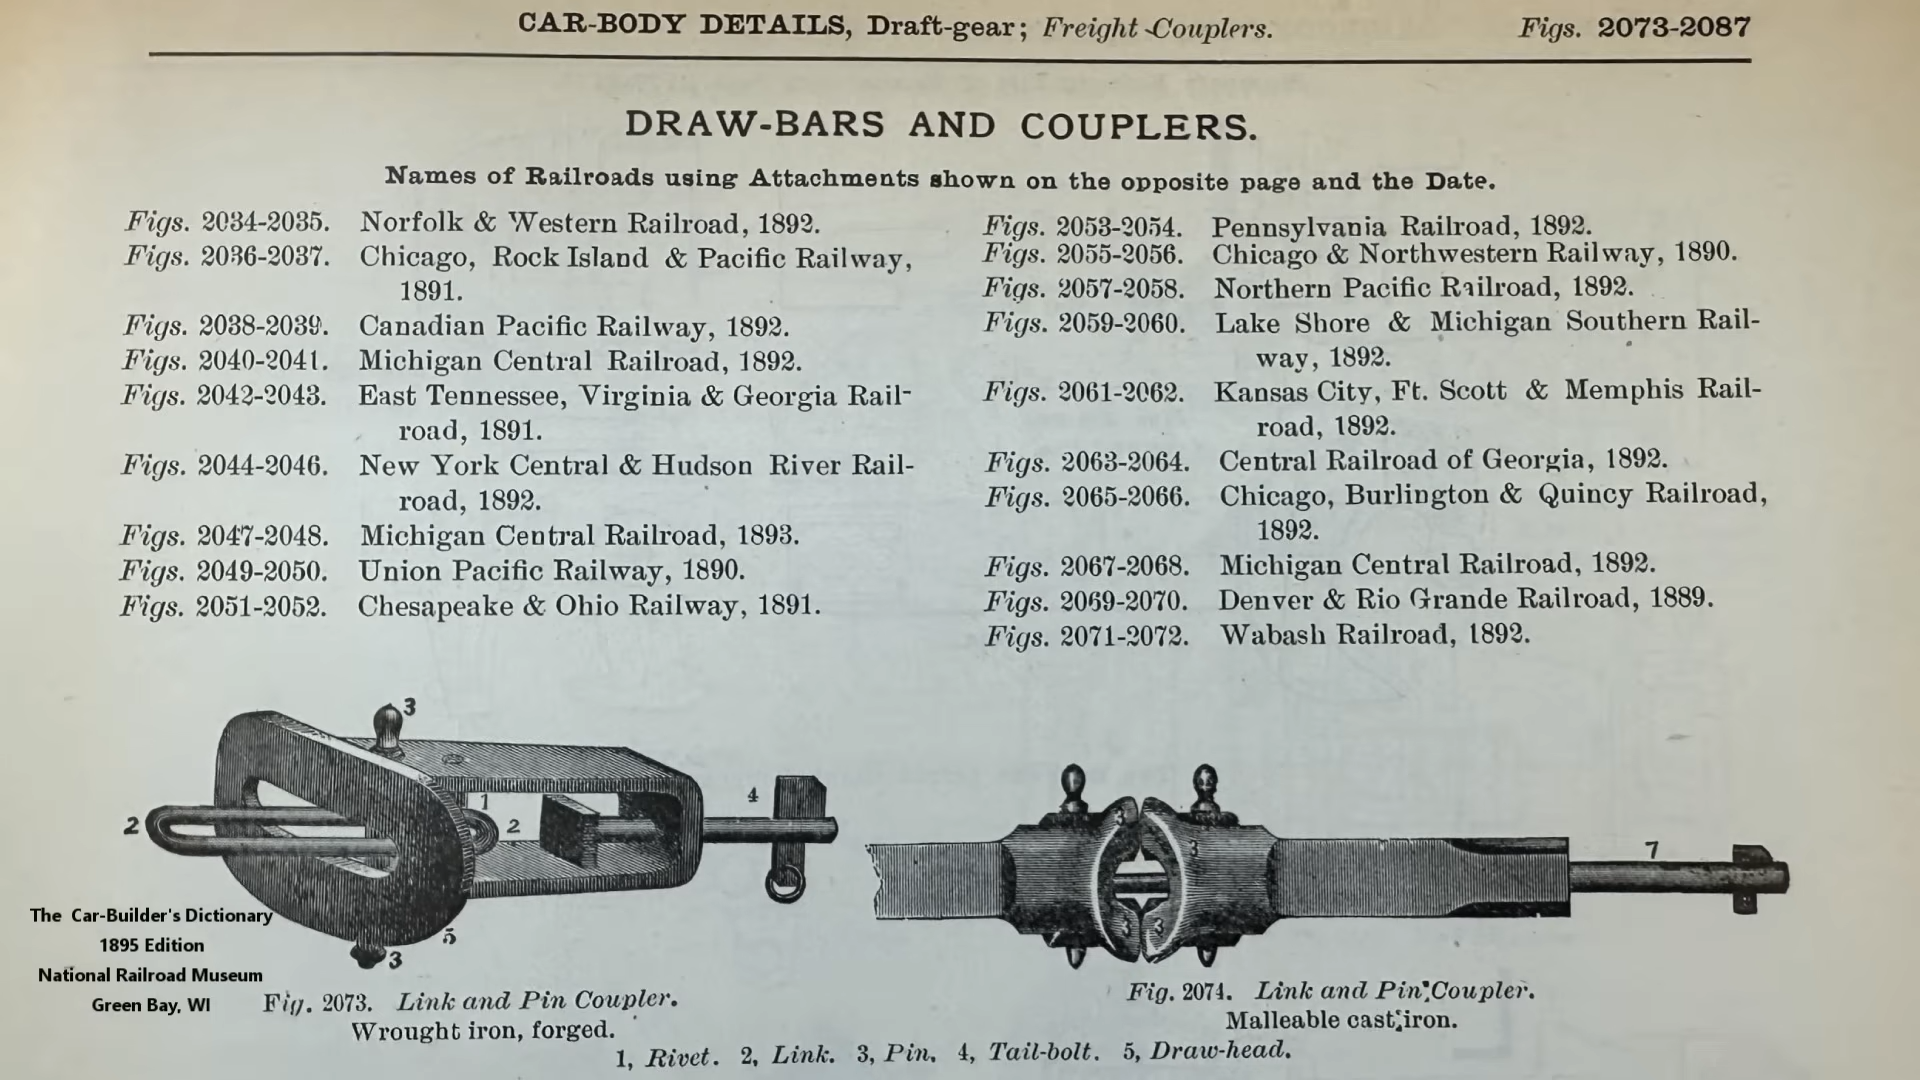 CAR-BODY DETAILS, Draft-gear; Freight-Couplers. Figs. 2073-2087
DRAW-BARS AND COUPLERS.
Names of Railroads using Attachments shown on the opposite page and the Date.
Figs. 2034-2035. Norfolk & Western Railroad, 1892.
Figs. 2036-2037. Chicago, Rock Island & Pacific Railway,
1891.
Figs. 2038-2039. Canadian Pacific Railway, 1892.
Figs. 2040-2041. Michigan Central Railroad, 1892.
Figs. 2042-2043. East Tennessee, Virginia & Georgia Rail-
road, 1891.
Figs. 2044-2046. New York Central & Hudson River Rail-
road, 1892.
Figs. 2047-2048. Michigan Central Railroad, 1893.
Figs. 2049-2050. Union Pacific Railway, 1890.
Figs. 2051-2052. Chesapeake & Ohio Railway, 1891.
Figs. 2053-2054. Pennsylvania Railroad, 1892.
Figs. 2055-2056. Chicago & Northwestern Railway, 1890.
Figs. 2057-2058. Northern Pacific Railroad, 1892.
Figs. 2059-2060. Lake Shore & Michigan Southern Rail-
way, 1892.
Figs. 2061-2062. Kansas City, Ft. Scott & Memphis Rail-
road, 1892.
Figs. 2063-2064. Central Railroad of Georgia, 1892.
Figs. 2065-2066. Chicago, Burlington & Quincy Railroad,
1892.
Figs. 2067-2068. Michigan Central Railroad, 1892.
Figs. 2069-2070. Denver & Rio Grande Railroad, 1889.
Figs. 2071-2072. Wabash Railroad, 1892.
3
1
2
2
4
5
3
3
3
3
3
7
The Car-Builder's Dictionary
1895 Edition
National Railroad Museum
Green Bay, WI
Fig. 2073. Link and Pin Coupler.
Wrought iron, forged.
Fig. 2074. Link and Pin Coupler.
Malleable cast iron.
1, Rivet. 2, Link. 3, Pin. 4, Tail-bolt. 5, Draw-head.